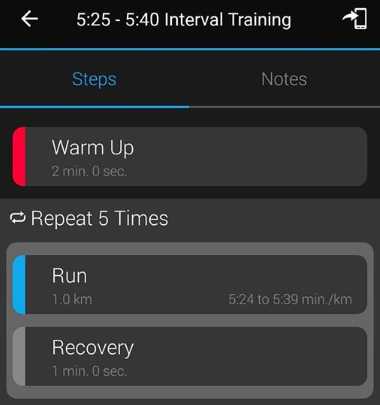 5:25 - 5:40 Interval Training
Steps
Notes
Warm Up
2 min. 0 sec.
Repeat 5 Times
Run
1.0 km
5:24 to 5:39 min./km
Recovery
1 min. 0 sec.